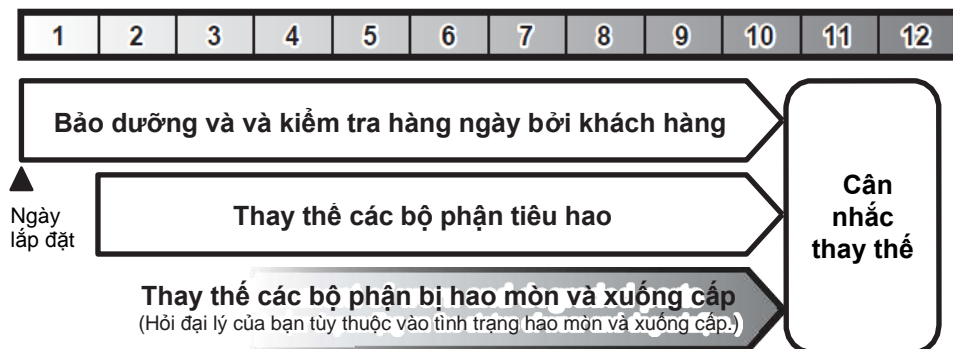 1 2 3 4 5 6 7 8 9 10 11 12
Bảo dưỡng và và kiểm tra hàng ngày bởi khách hàng
Ngày
lắp đặt
Thay thế các bộ phận tiêu hao
Thay thế các bộ phận bị hao mòn và xuống cấp
(Hỏi đại lý của bạn tùy thuộc vào tình trạng hao mòn và xuống cấp.)
Cân
nhắc
thay thế